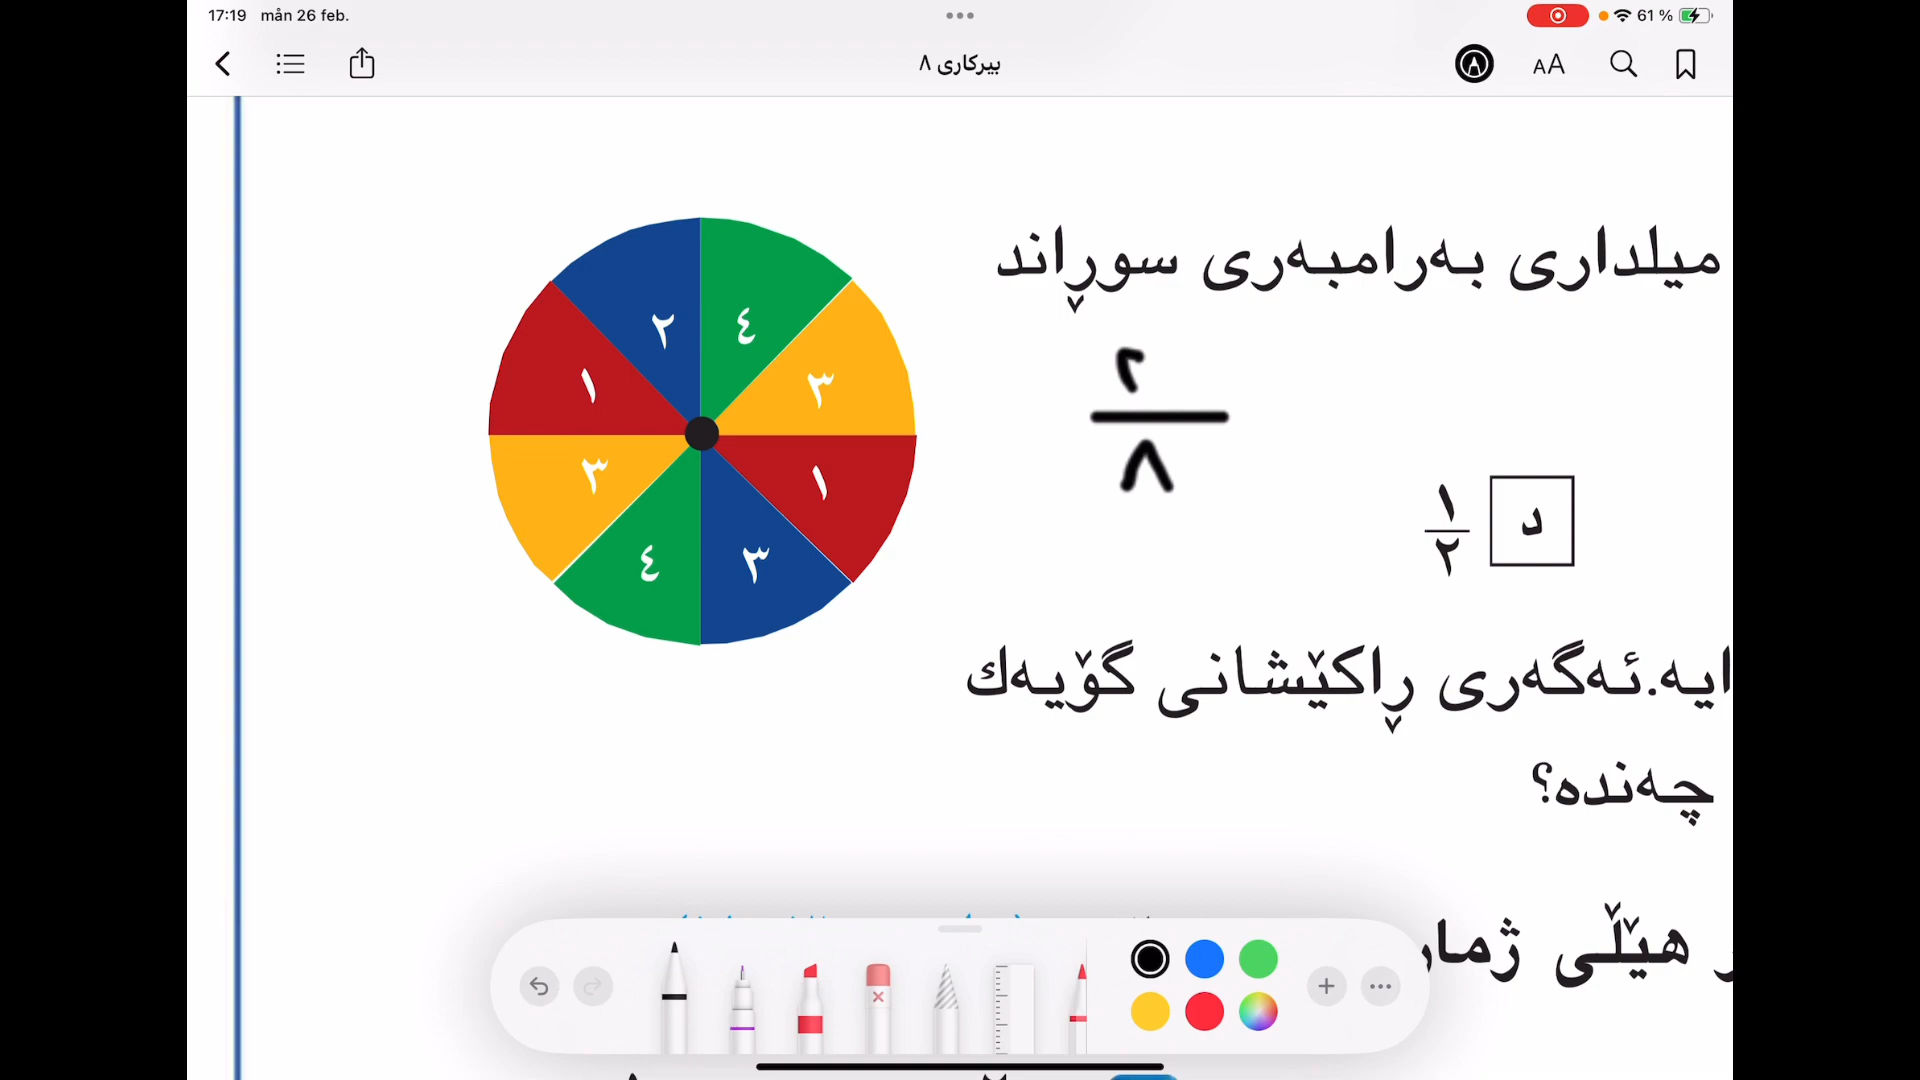 17:19 mån 26 feb.
61 %
بیرکاری ٨
AA
میلداری بەرامبەری سوڕاند
٢
٤
١
٣
٣
١
٤
٣
٢
٨
د
١
٢
ایە.ئەگەری ڕاکێشانی گۆیەك
چەندە؟
ر هێڵی ژمار